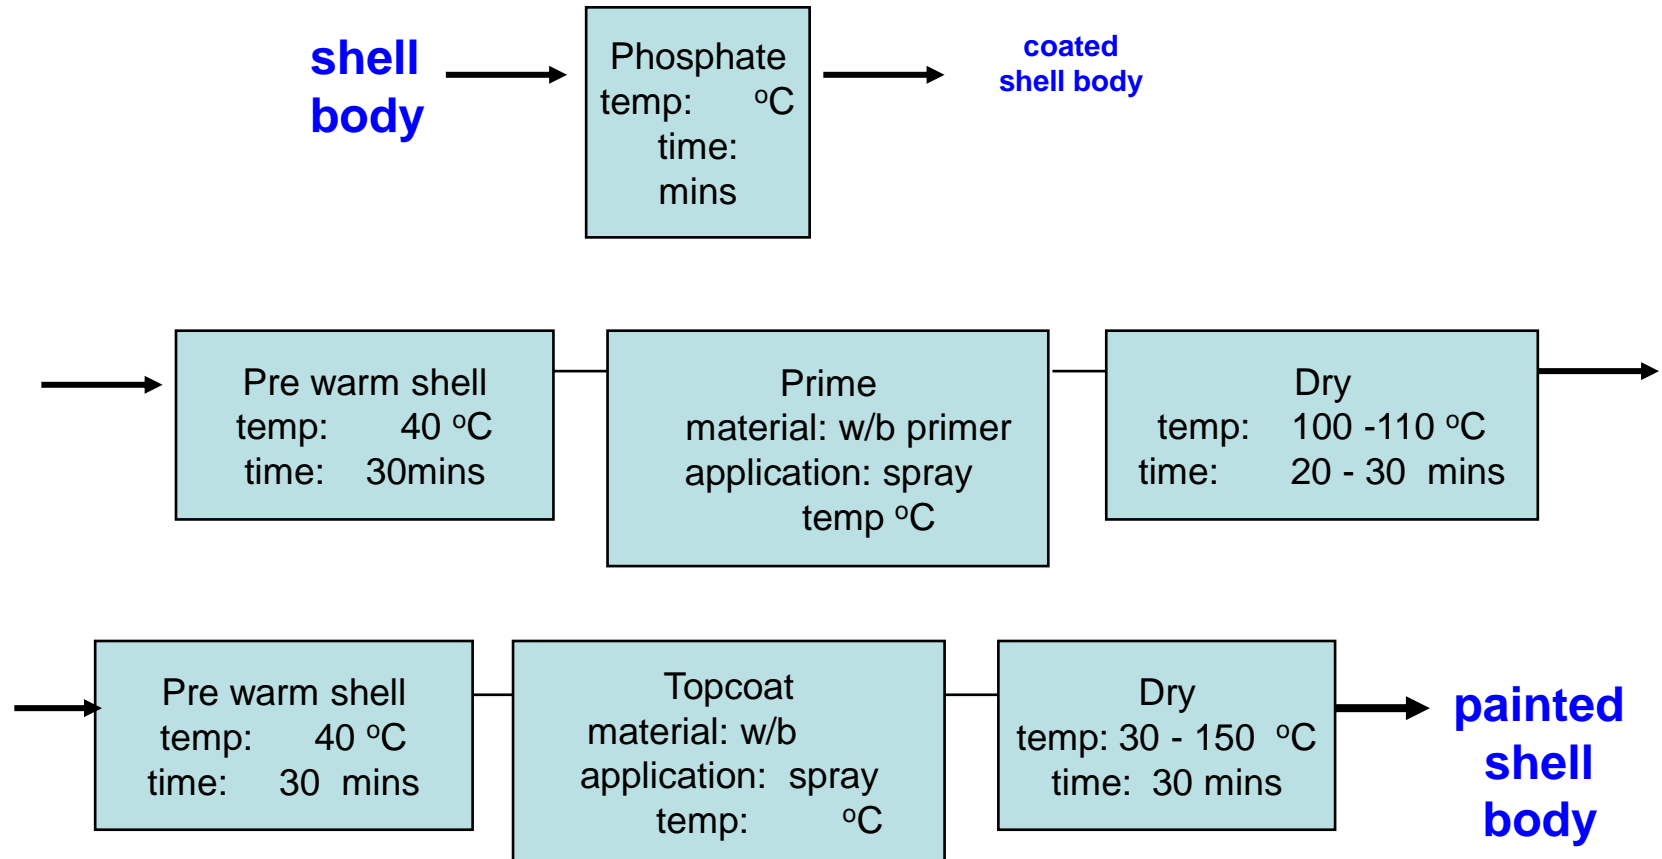 shell
body
Phosphate
temp: °C
time:
mins
coated
shell body
Pre warm shell
temp: 40 °C
time: 30mins
Prime
material: w/b primer
application: spray
temp °C
Dry
temp: 100 -110 °C
time: 20 - 30 mins
Pre warm shell
temp: 40 °C
time: 30 mins
Topcoat
material: w/b
application: spray
temp: °C
Dry
temp: 30 - 150 °C
time: 30 mins
painted
shell
body